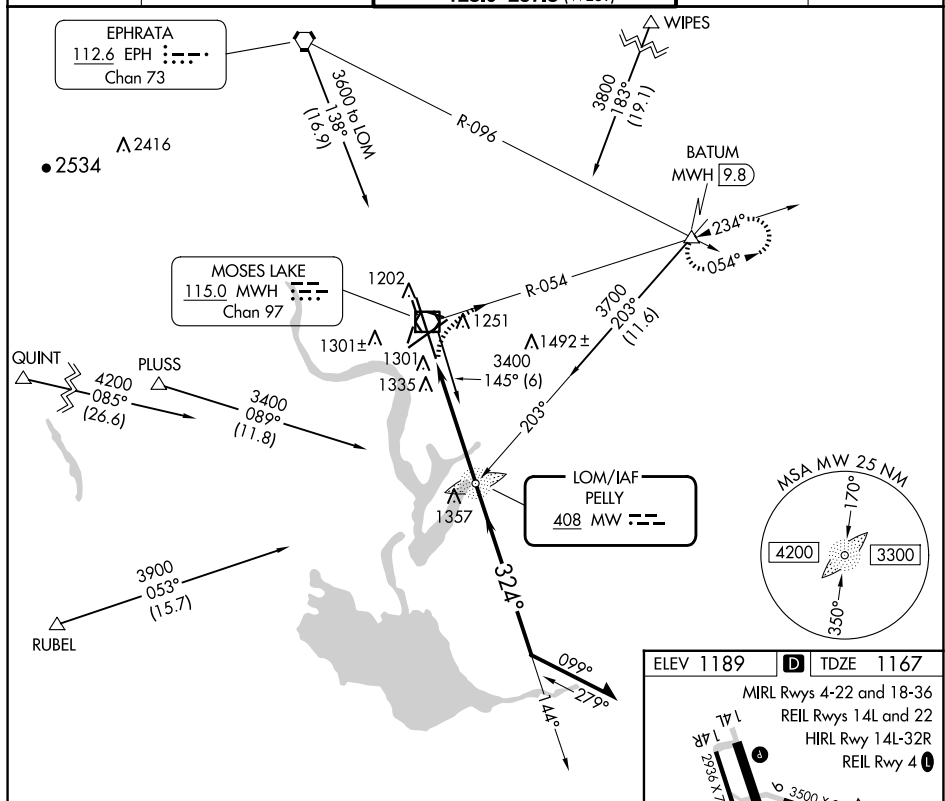 EPHRATA
112.6 EPH
Chan 73
WIPES
3800
183°
(19.1)
3600 to LOM
138°
(16.9)
R-096
2416
2534
BATUM
MWH 9.8
234°
054°
MOSES LAKE
115.0 MWH
Chan 97
1202
R-054
1251
3700
203°
(11.6)
1301±
1301
1335
1492±
3400
145° (6)
QUINT
4200
085°
(26.6)
PLUSS
3400
089°
(11.8)
203°
LOM/IAF
PELLY
408 MW
1357
MSA MW 25 NM
170°
4200
3300
350°
324°
3900
053°
(15.7)
RUBEL
099°
279°
144°
ELEV 1189 D TDZE 1167
MIRL Rwys 4-22 and 18-36
REIL Rwys 14L and 22
HIRL Rwy 14L-32R
REIL Rwy 4 L
14L
14R
P
9